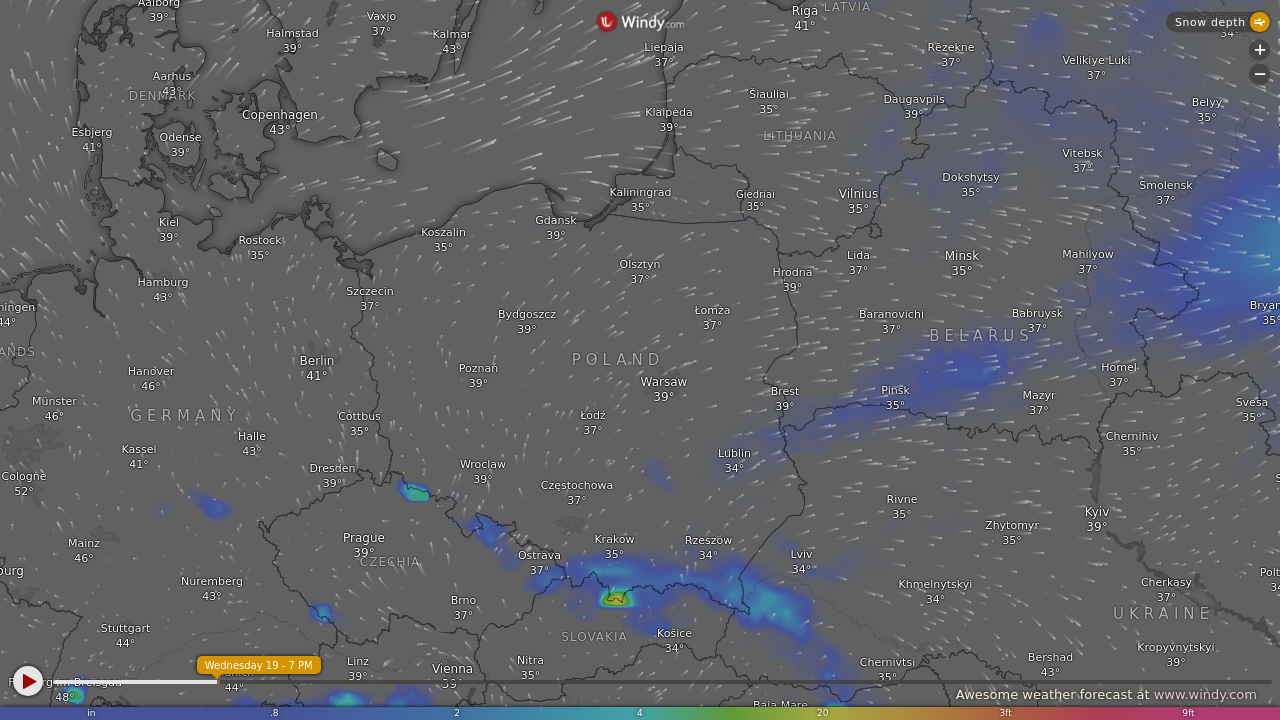 Aalborg
39°
Vaxjo
37°
Halmstad
39°
Kalmar
43°
Windy.com
Riga
41°
LATVIA
Snow depth
34°
Liepaja
37°
Rēzekne
37°
Velikiye Luki
37°
+
−
Aarhus
43°
DENMARK
Šiauliai
35°
Daugavpils
39°
Belyy
35°
Copenhagen
43°
Klaipėda
39°
Esbjerg
41°
Odense
39°
LITHUANIA
Vitebsk
37°
Dokshytsy
35°
Smolensk
37°
Kaliningrad
35°
Giedriai
35°
Vilnius
35°
Kiel
39°
Gdansk
39°
Koszalin
35°
Rostock
35°
Olsztyn
37°
Hrodna
39°
Lida
37°
Minsk
35°
Mahilyow
37°
Hamburg
43°
Szczecin
37°
ningen
44°
Bydgoszcz
39°
Łomża
37°
Baranovichi
37°
Babruysk
37°
Bryan
35°
BELARUS
ANDS
Hanover
46°
Berlin
41°
POLAND
Poznań
39°
Warsaw
39°
Brest
39°
Pinsk
35°
Homel
37°
Mazyr
37°
Münster
46°
GERMANY
Cottbus
35°
Łódź
37°
Svesa
35°
Halle
43°
Kassel
41°
Chernihiv
35°
Lublin
34°
Cologne
52°
Dresden
39°
Wroclaw
39°
Częstochowa
37°
Rivne
35°
Kyiv
39°
Zhytomyr
35°
Mainz
46°
Prague
39°
CZECHIA
Krakow
35°
Rzeszow
34°
Ostrava
37°
Lviv
34°
burg
Nuremberg
43°
Khmelnytskyi
34°
Cherkasy
37°
Polt
34
Brno
37°
UKRAINE
Stuttgart
44°
SLOVAKIA
Košice
34°
Kropyvnytskyi
39°
Wednesday 19 - 7 PM
Linz
39°
Vienna
39°
Nitra
35°
Chernivtsi
35°
Bershad
43°
44°
48°
Awesome weather forecast at www.windy.com
Baia Mare
in .8 2 4 20 3ft 9ft